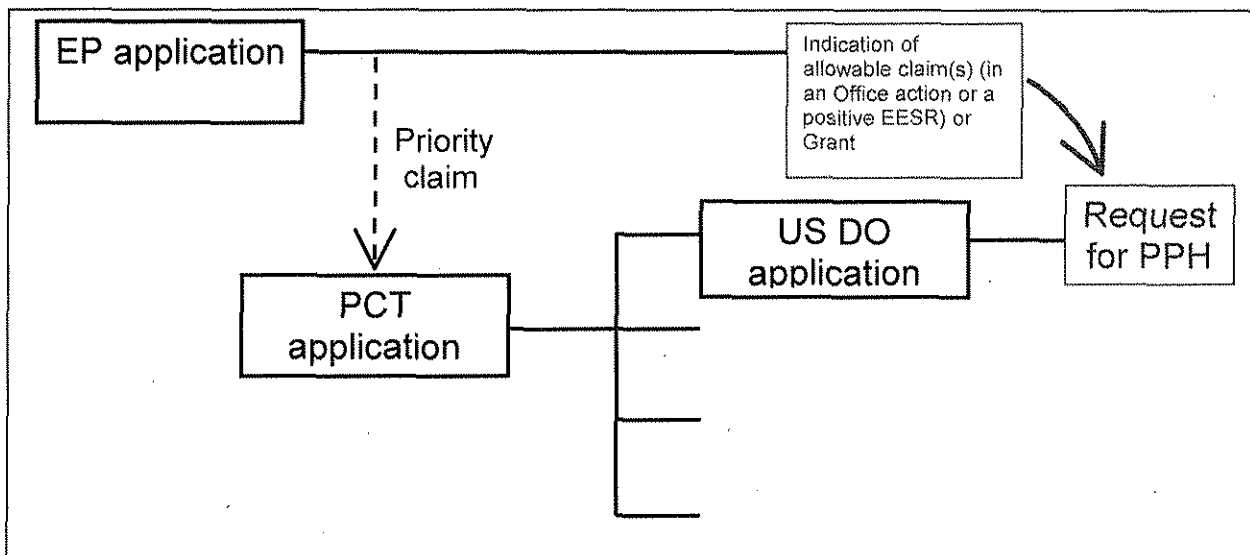 EP application
Indication of
allowable claim(s) (in
an Office action or a
positive EESR) or
Grant
Priority
claim
US DO
application
Request
for PPH
PCT
application